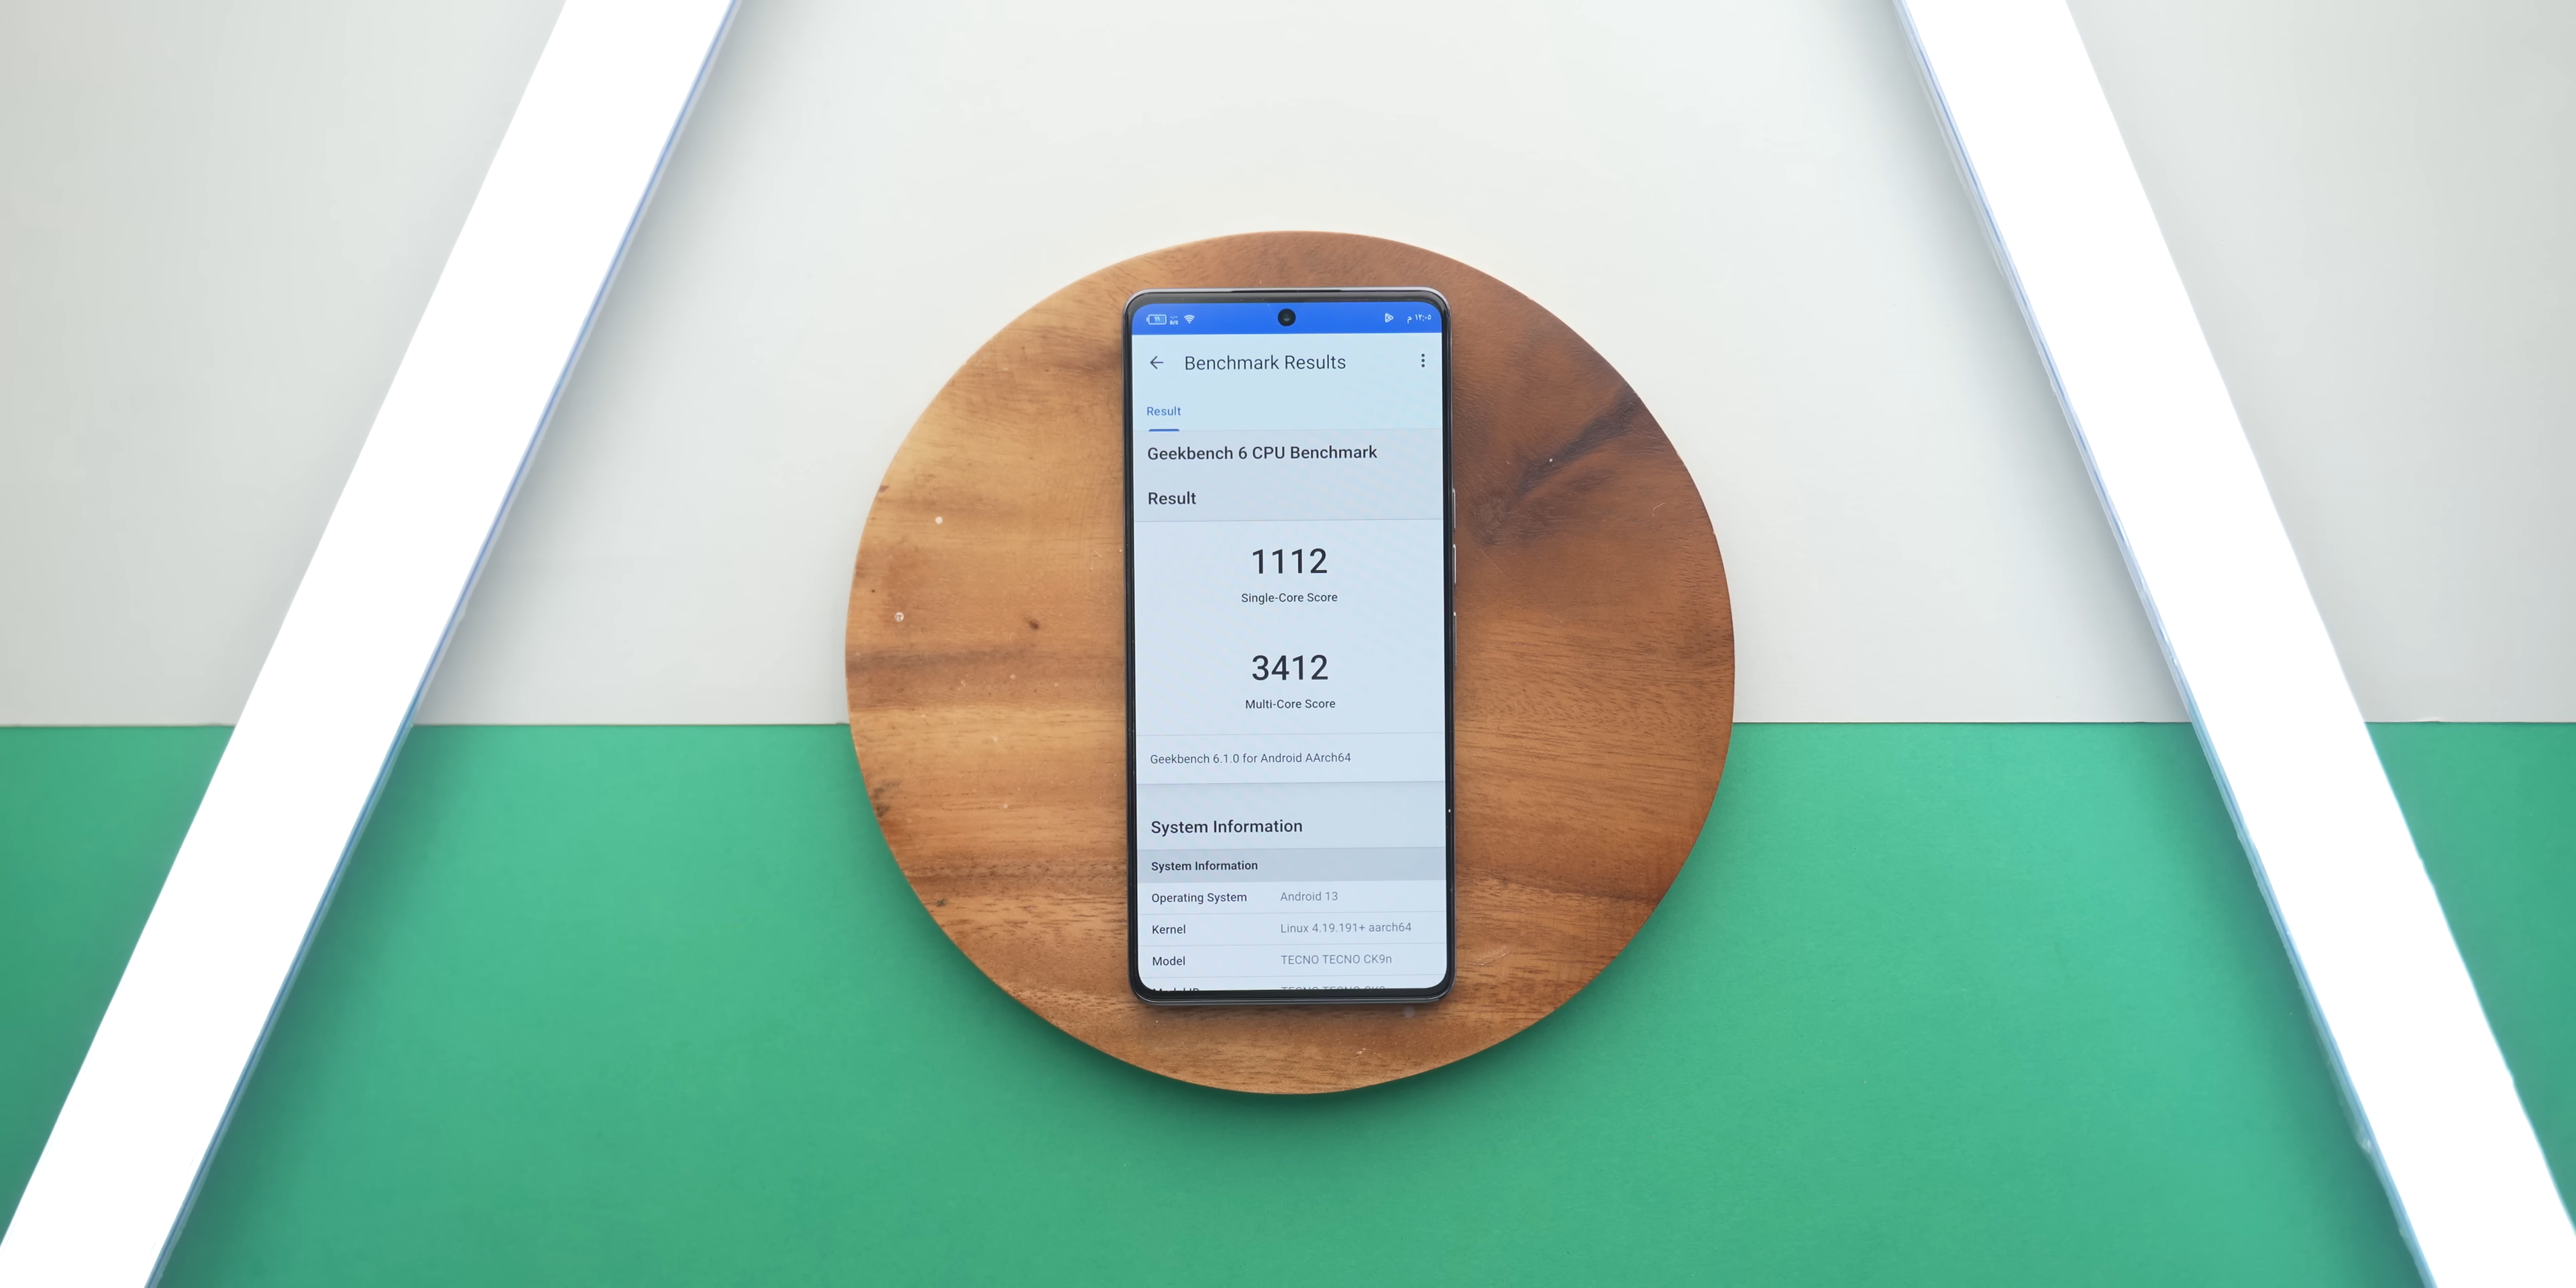 ١٢:٠٥ م
Benchmark Results
Result
Geekbench 6 CPU Benchmark
Result
1112
Single-Core Score
3412
Multi-Core Score
Geekbench 6.1.0 for Android AArch64
System Information
System Information
Operating System Android 13
Kernel Linux 4.19.191+ aarch64
Model TECNO TECNO CK9n